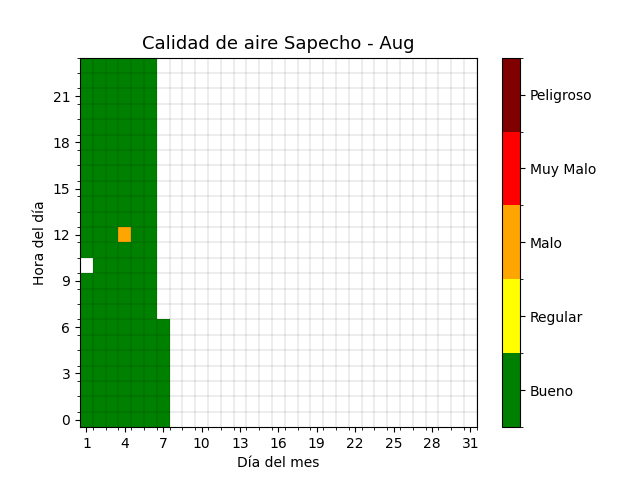 Calidad de aire Sapecho - Aug
21
18
15
12
9
6
3
0
Hora del día
1 4 7 10 13 16 19 22 25 28 31
Día del mes
Peligroso
Muy Malo
Malo
Regular
Bueno